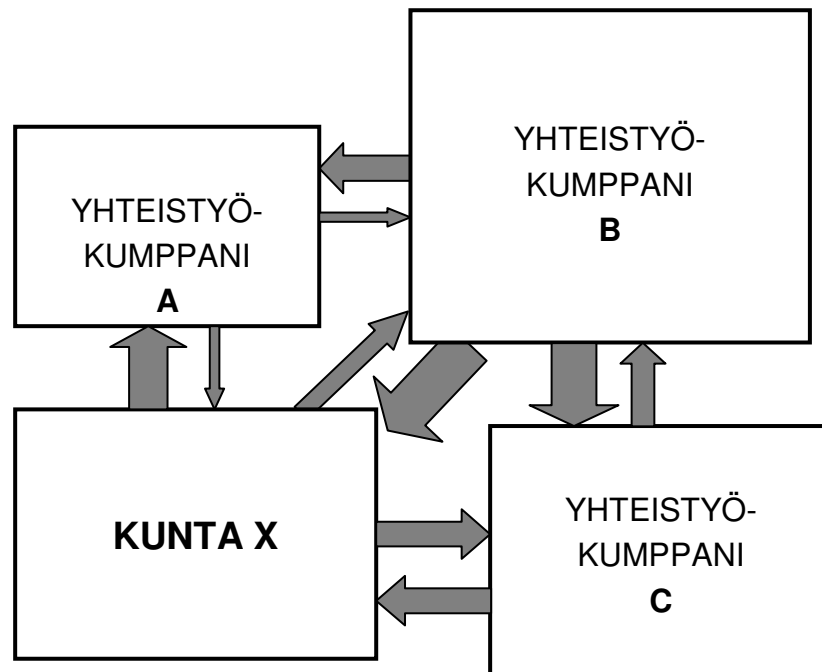 YHTEISTYÖ-
KUMPPANI
B
YHTEISTYÖ-
KUMPPANI
A
KUNTA X
YHTEISTYÖ-
KUMPPANI
C